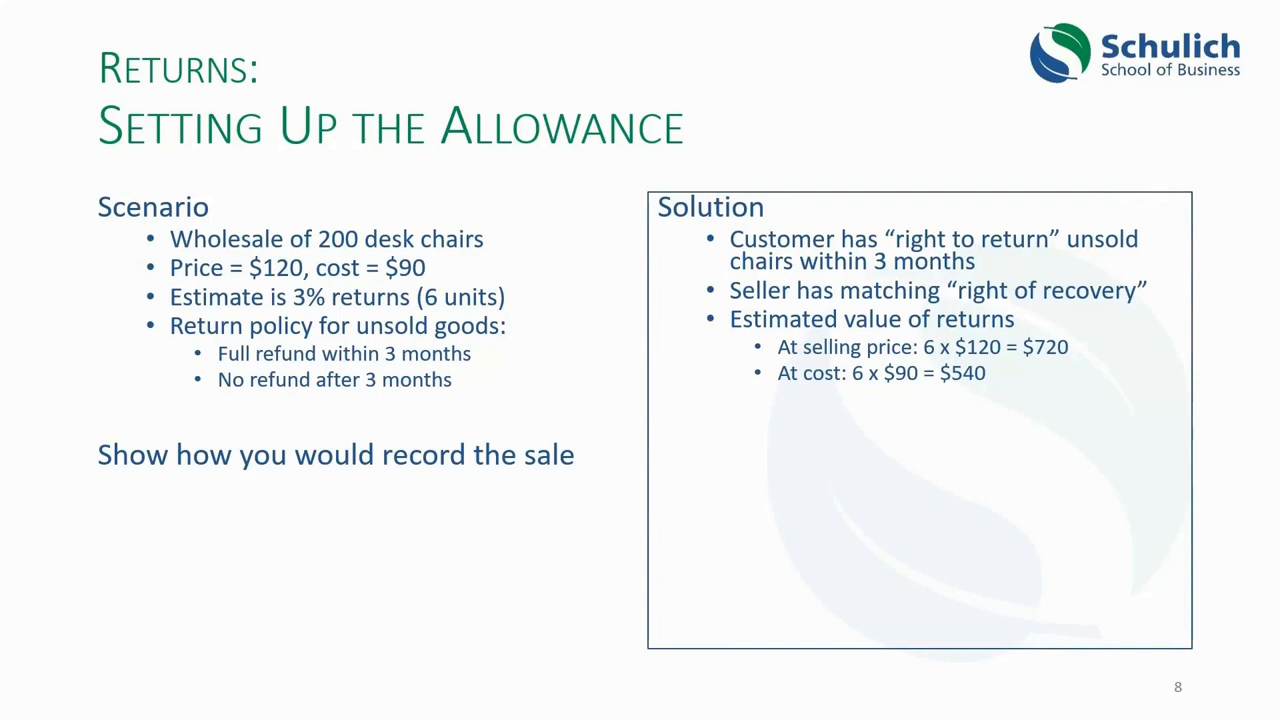 Schulich
School of Business
RETURNS:
SETTING UP THE ALLOWANCE
Scenario
• Wholesale of 200 desk chairs
• Price = $120, cost = $90
• Estimate is 3% returns (6 units)
• Return policy for unsold goods:
• Full refund within 3 months
• No refund after 3 months
Show how you would record the sale
Solution
• Customer has “right to return” unsold
chairs within 3 months
• Seller has matching “right of recovery”
• Estimated value of returns
• At selling price: 6 x $120 = $720
• At cost: 6 x $90 = $540
8